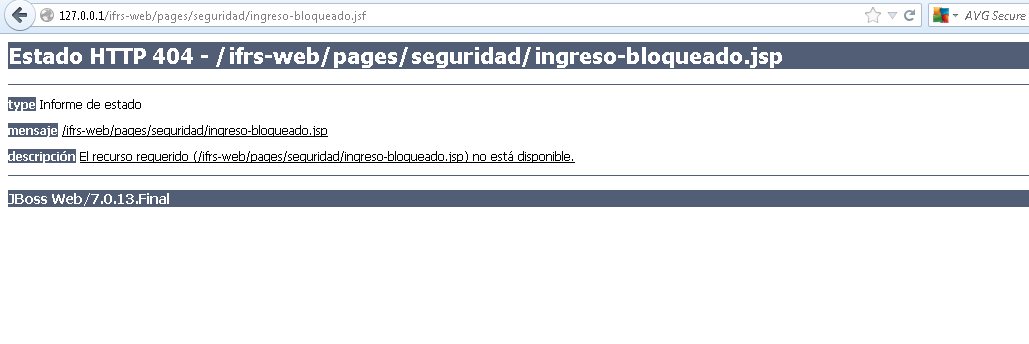 127.0.0.1/ifrs-web/pages/seguridad/ingreso-bloqueado.jsf
AVG Secure
Estado HTTP 404 - /ifrs-web/pages/seguridad/ingreso-bloqueado.jsp
type Informe de estado
mensaje /ifrs-web/pages/seguridad/ingreso-bloqueado.jsp
descripción El recurso requerido (/ifrs-web/pages/seguridad/ingreso-bloqueado.jsp) no está disponible.
JBoss Web/7.0.13.Final